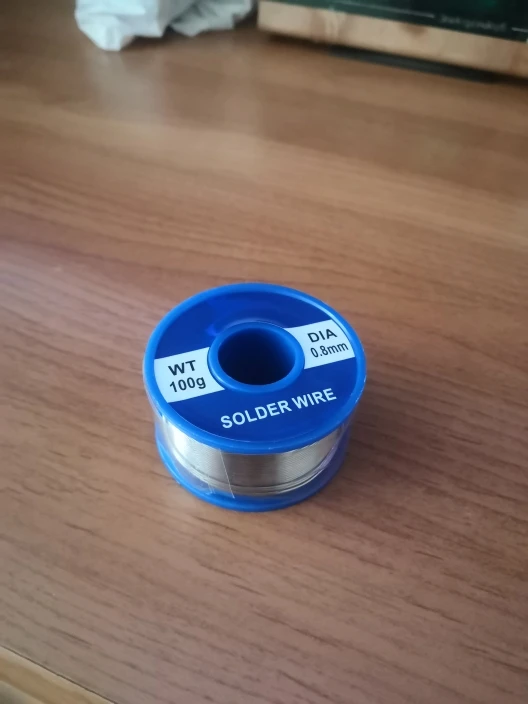 WT
100g
DIA
0.8mm
SOLDER WIRE